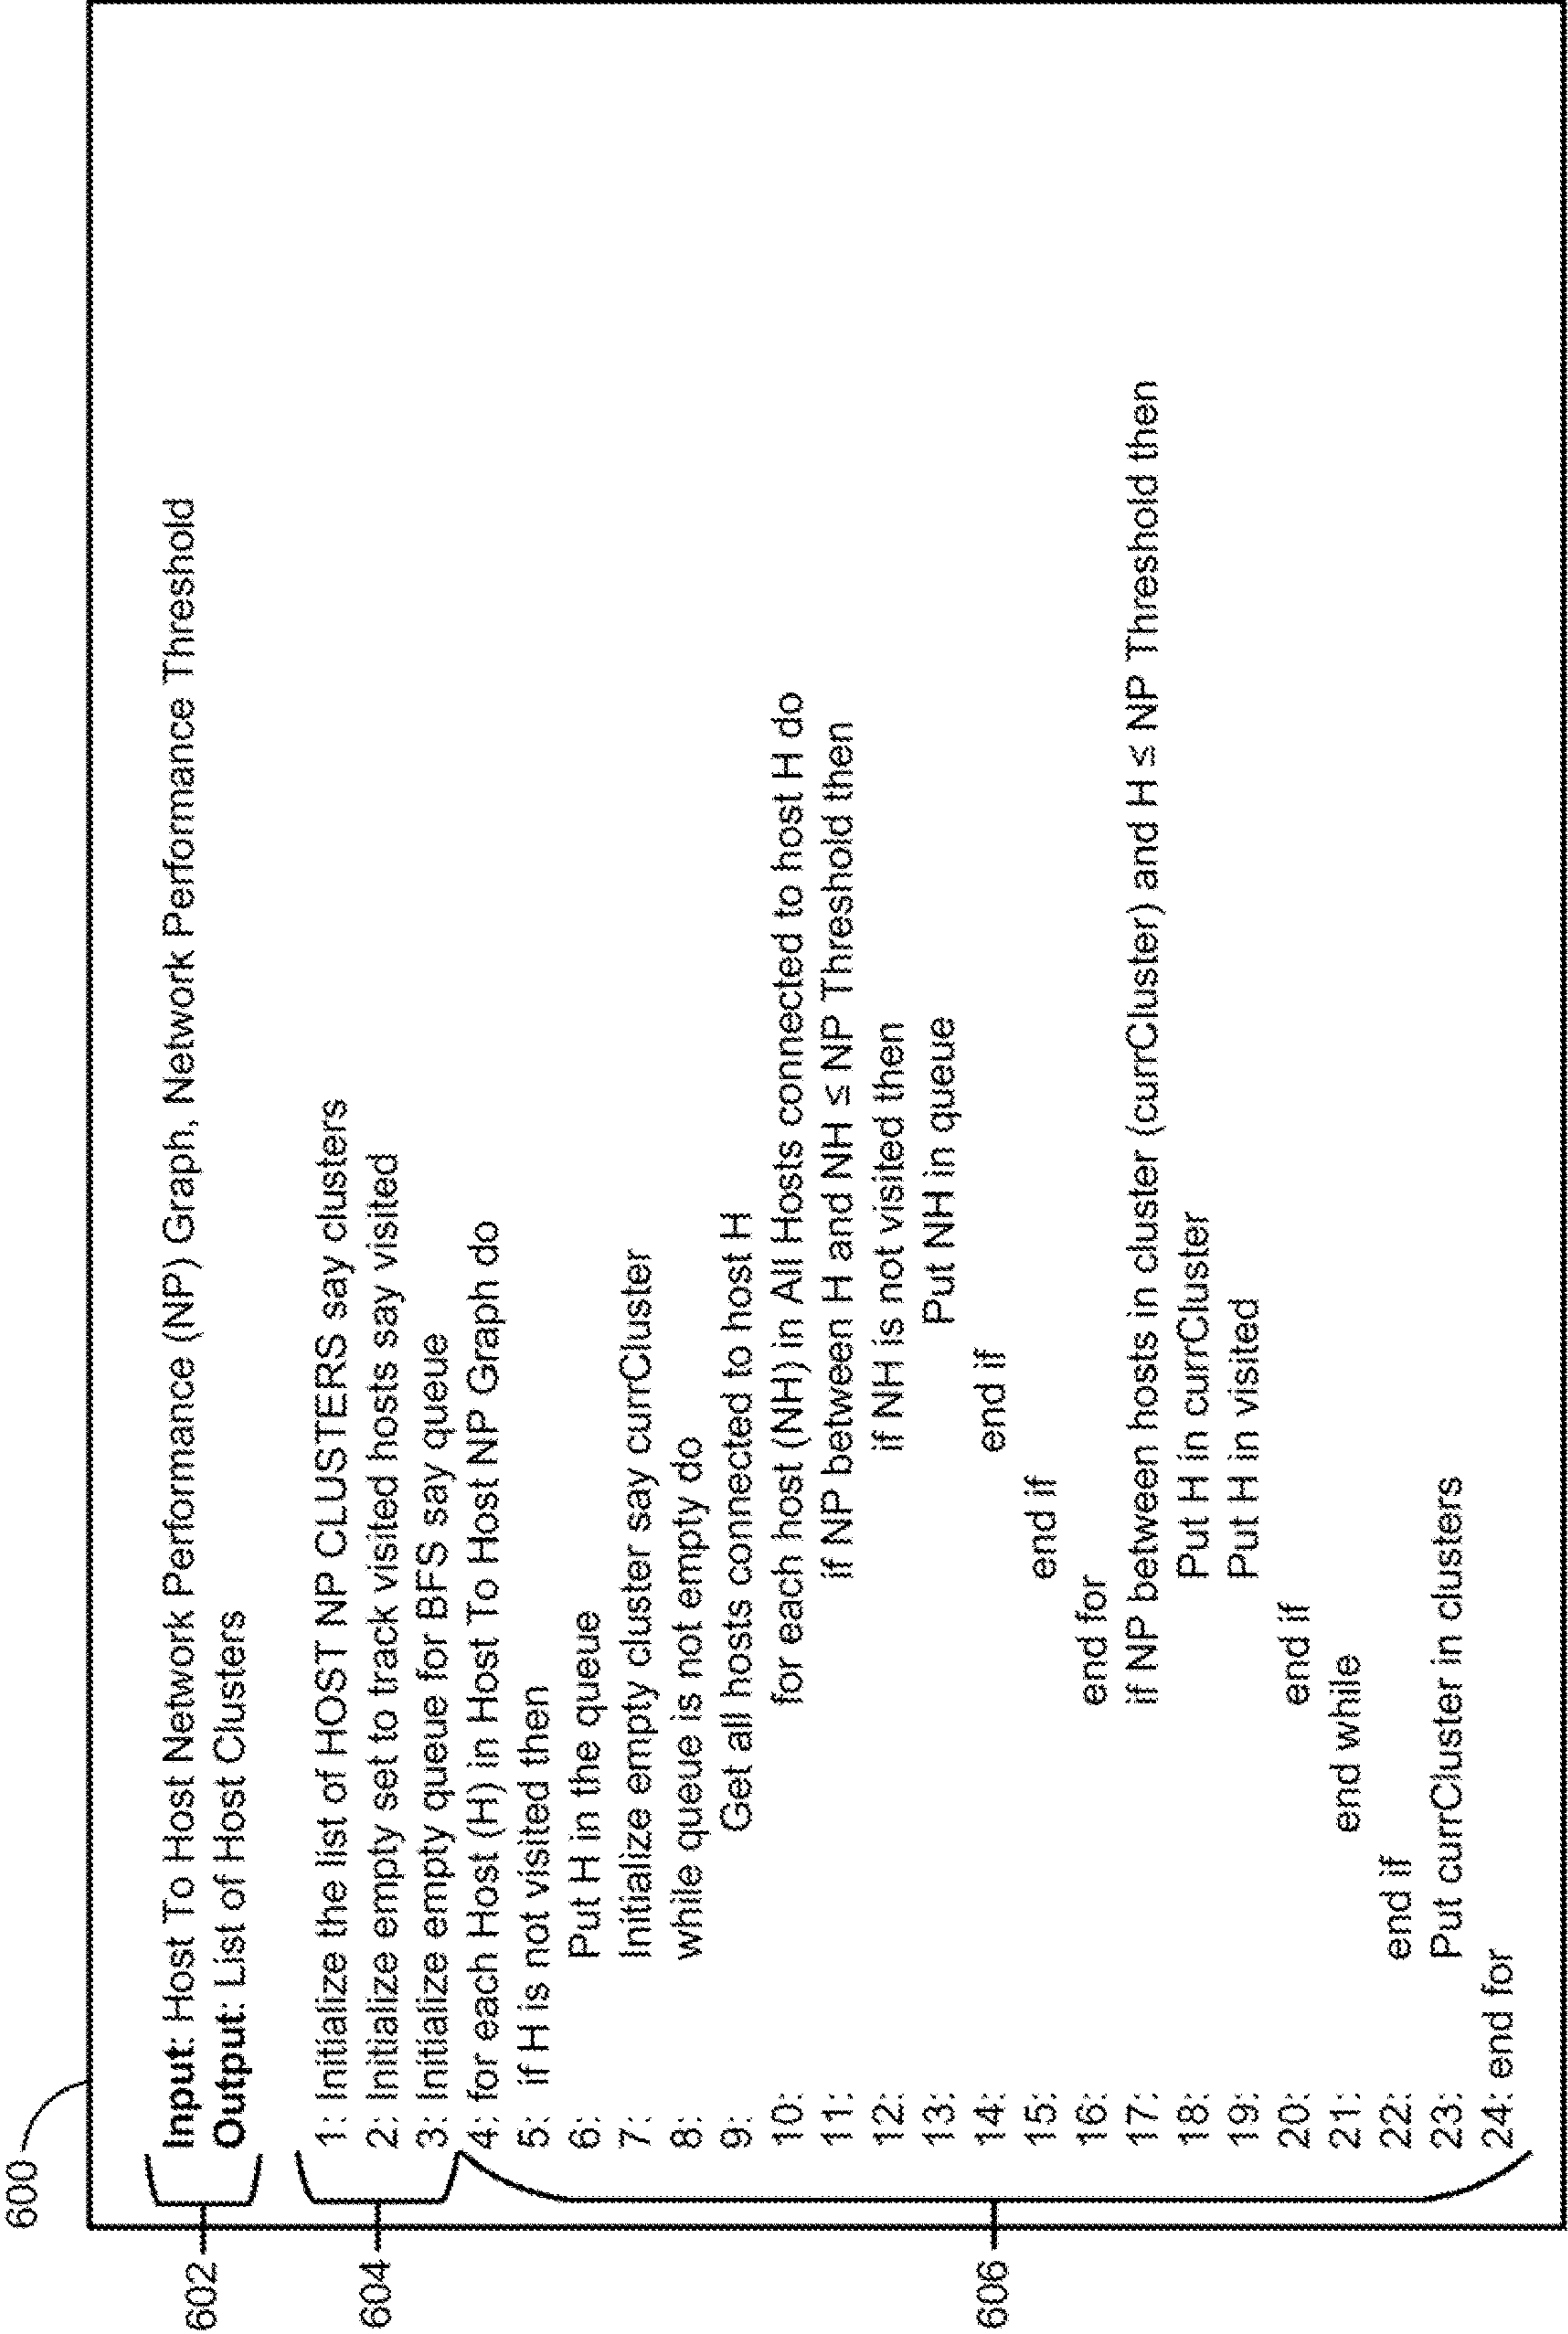 600
602
Input: Host To Host Network Performance (NP) Graph, Network Performance Threshold
Output: List of Host Clusters
604
1: Initialize the list of HOST NP CLUSTERS say clusters
2: Initialize empty set to track visited hosts say visited
3: Initialize empty queue for BFS say queue
606
4: for each Host (H) in Host To Host NP Graph do
5: if H is not visited then
6: Put H in the queue
7: Initialize empty cluster say currCluster
8: while queue is not empty do
9: Get all hosts connected to host H
10: for each host (NH) in All Hosts connected to host H do
11: if NP between H and NH ≤ NP Threshold then
12: if NH is not visited then
13: Put NH in queue
14: end if
15: end if
16: end for
17: if NP between hosts in cluster (currCluster) and H ≤ NP Threshold then
18: Put H in currCluster
19: Put H in visited
20: end if
21: end while
22: end if
23: Put currCluster in clusters
24: end for